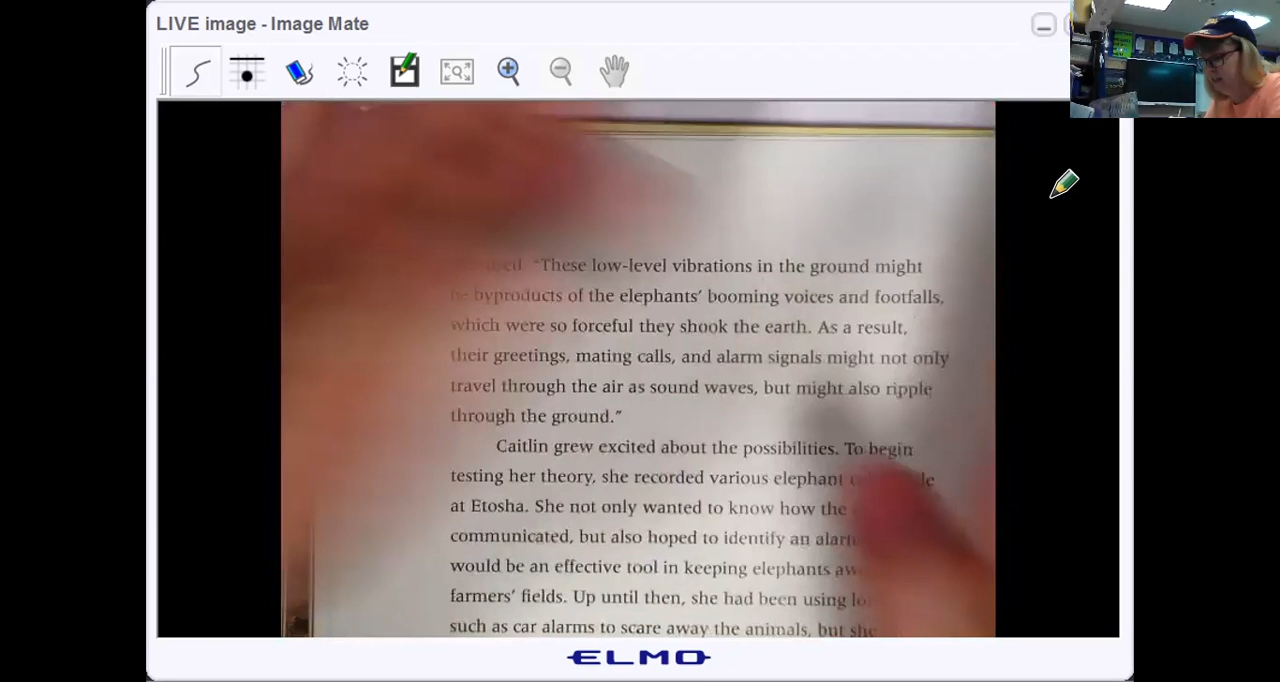 LIVE image - Image Mate
"These low-level vibrations in the ground might
be byproducts of the elephants' booming voices and footfalls,
which were so forceful they shook the earth. As a result,
their greetings, mating calls, and alarm signals might not only
travel through the air as sound waves, but might also ripple
through the ground."
Caitlin grew excited about the possibilities. To begin
testing her theory, she recorded various elephant
at Etosha. She not only wanted to know how the
communicated, but also hoped to identify an
would be an effective tool in keeping elephants
farmers' fields. Up until then, she had been using
such as car alarms to scare away the animals, but she
ELMO